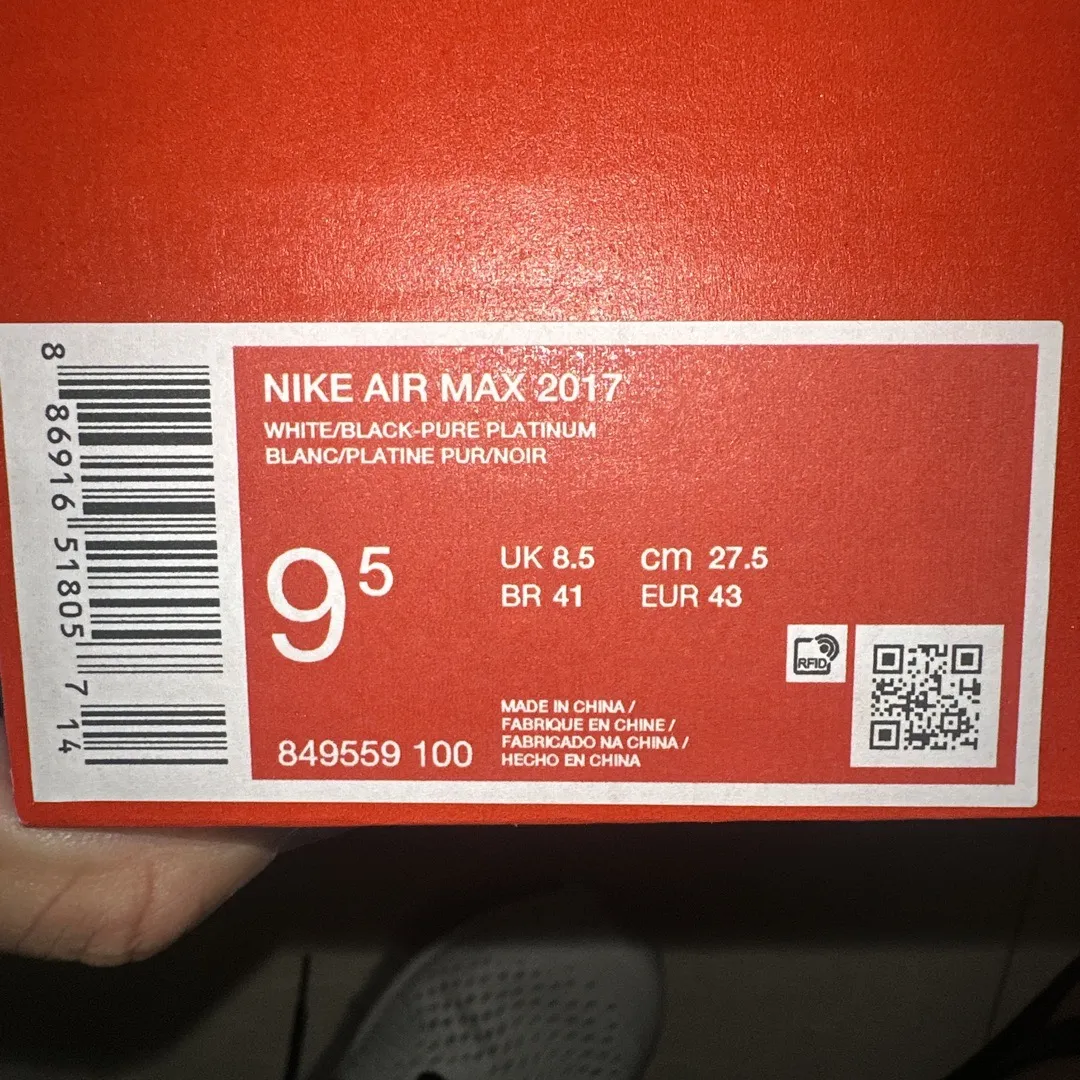 8 86916 51805 7 14
NIKE AIR MAX 2017
WHITE/BLACK-PURE PLATINUM
BLANC/PLATINE PUR/NOIR
9 5
UK 8.5 cm 27.5
BR 41 EUR 43
RFID
MADE IN CHINA /
FABRIQUE EN CHINE /
FABRICADO NA CHINA /
HECHO EN CHINA
849559 100